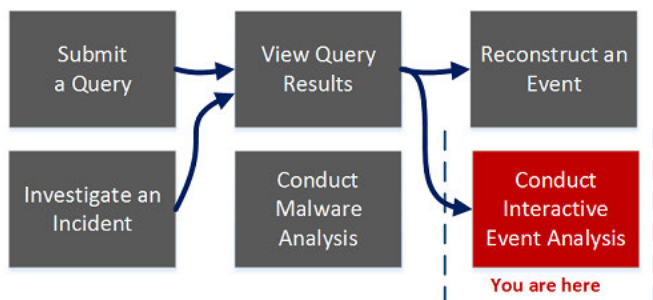 Submit
a Query
View Query
Results
Reconstruct an
Event
Investigate an
Incident
Conduct
Malware
Analysis
Conduct
Interactive
Event Analysis
You are here